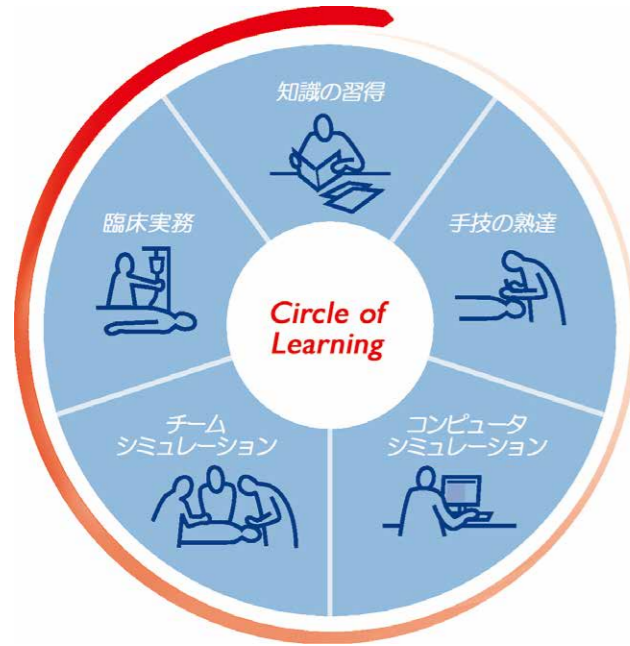 知識の習得
手技の熟達
コンピュータ
シミュレーション
チーム
シミュレーション
臨床実務
Circle of
Learning